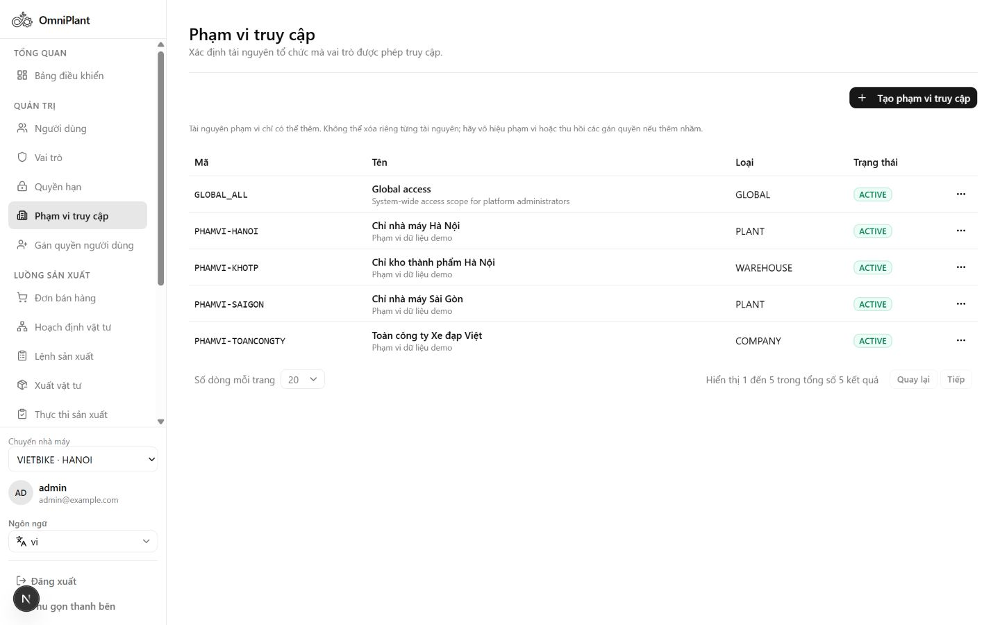 OmniPlant
TỔNG QUAN
Bảng điều khiển
QUẢN TRỊ
Người dùng
Vai trò
Quyền hạn
Phạm vi truy cập
Gán quyền người dùng
LUỒNG SẢN XUẤT
Đơn bán hàng
Hoạch định vật tư
Lệnh sản xuất
Xuất vật tư
Thực thi sản xuất
Chuyển nhà máy
VIETBIKE · HANOI
AD
admin
admin@example.com
Ngôn ngữ
vi
Đăng xuất
N
hu gọn thanh bên
Phạm vi truy cập
Xác định tài nguyên tổ chức mà vai trò được phép truy cập.
+ Tạo phạm vi truy cập
Tài nguyên phạm vi chỉ có thể thêm. Không thể xóa riêng từng tài nguyên; hãy vô hiệu phạm vi hoặc thu hồi các gán quyền nếu thêm nhầm.
Mã Tên Loại Trạng thái
GLOBAL_ALL Global access GLOBAL ACTIVE ...
System-wide access scope for platform administrators
PHAMVI-HANOI Chỉ nhà máy Hà Nội PLANT ACTIVE ...
Phạm vi dữ liệu demo
PHAMVI-KHOTP Chỉ kho thành phẩm Hà Nội WAREHOUSE ACTIVE ...
Phạm vi dữ liệu demo
PHAMVI-SAIGON Chỉ nhà máy Sài Gòn PLANT ACTIVE ...
Phạm vi dữ liệu demo
PHAMVI-TOANCONGTY Toàn công ty Xe đạp Việt COMPANY ACTIVE ...
Phạm vi dữ liệu demo
Số dòng mỗi trang 20 Hiển thị 1 đến 5 trong tổng số 5 kết quả Quay lại Tiếp